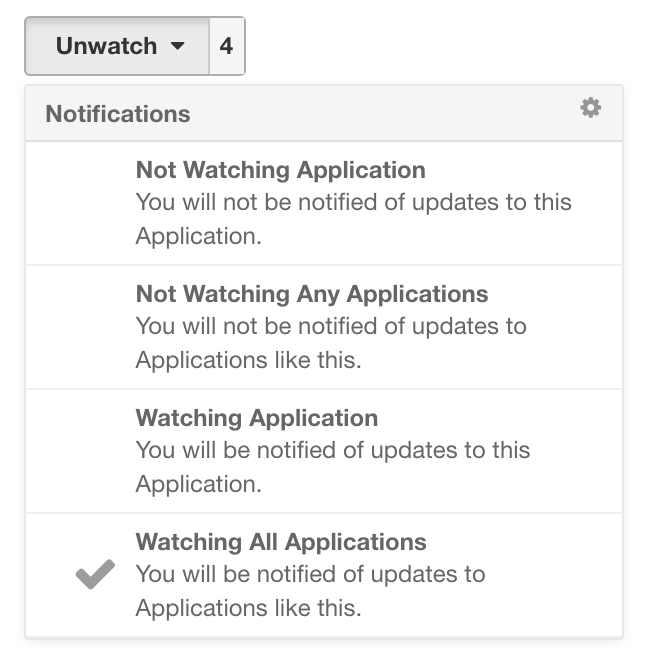 Unwatch 4
Notifications
Not Watching Application
You will not be notified of updates to this
Application.
Not Watching Any Applications
You will not be notified of updates to
Applications like this.
Watching Application
You will be notified of updates to this
Application.
Watching All Applications
You will be notified of updates to
Applications like this.